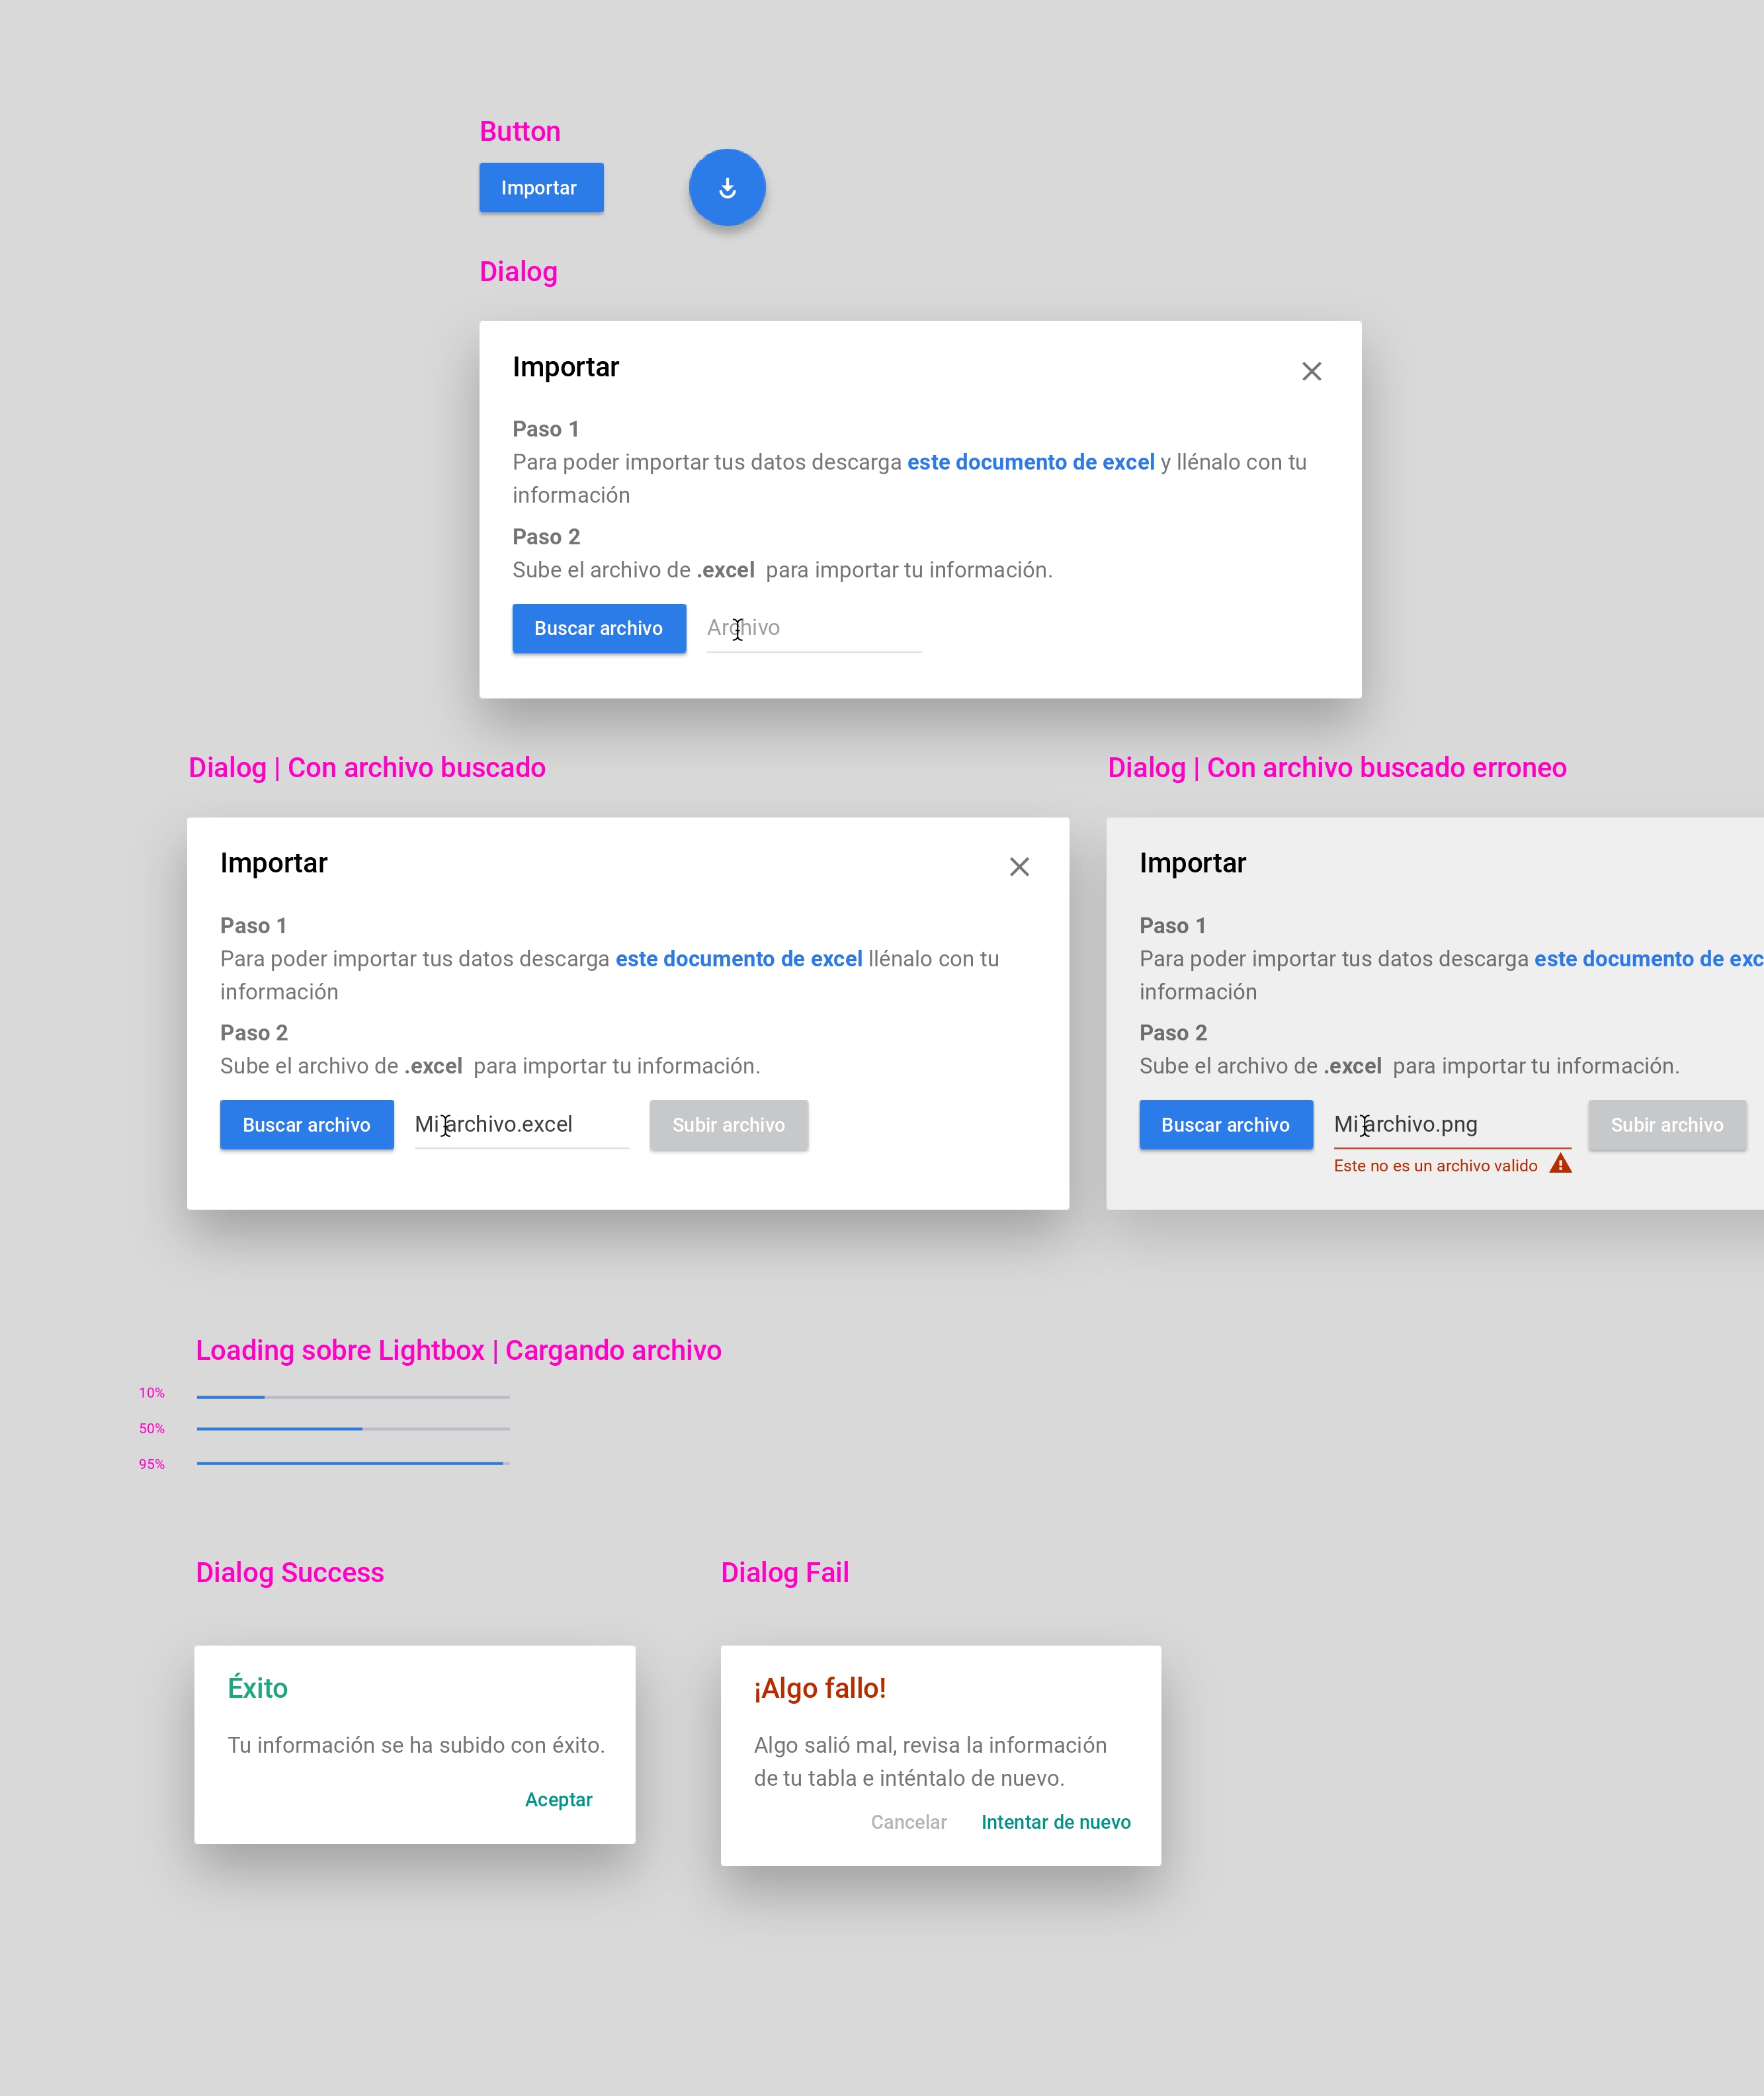 Button
Importar
Dialog
Importar
Paso 1
Para poder importar tus datos descarga este documento de excel y llénalo con tu
información
Paso 2
Sube el archivo de .excel para importar tu información.
Buscar archivo Archivo
Dialog | Con archivo buscado
Importar
Paso 1
Para poder importar tus datos descarga este documento de excel llénalo con tu
información
Paso 2
Sube el archivo de .excel para importar tu información.
Buscar archivo Mi archivo.excel Subir archivo
Dialog | Con archivo buscado erroneo
Importar
Paso 1
Para poder importar tus datos descarga este documento de exc
información
Paso 2
Sube el archivo de .excel para importar tu información.
Buscar archivo Mi archivo.png Subir archivo
Este no es un archivo valido
Loading sobre Lightbox | Cargando archivo
10%
50%
95%
Dialog Success
Éxito
Tu información se ha subido con éxito.
Aceptar
Dialog Fail
¡Algo fallo!
Algo salió mal, revisa la información
de tu tabla e inténtalo de nuevo.
Cancelar Intentar de nuevo